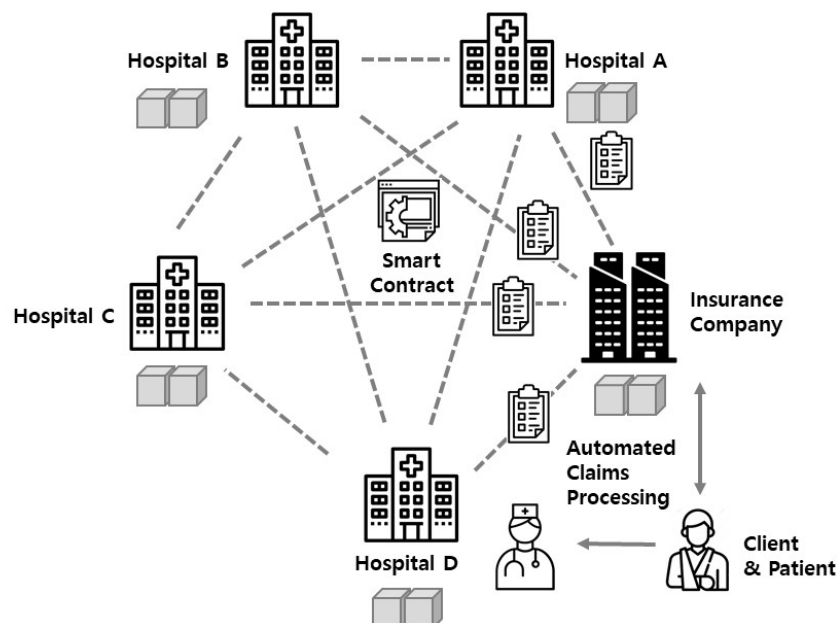 Hospital B
Hospital A
Smart
Contract
Hospital C
Insurance
Company
Automated
Claims
Processing
Hospital D
Client
& Patient